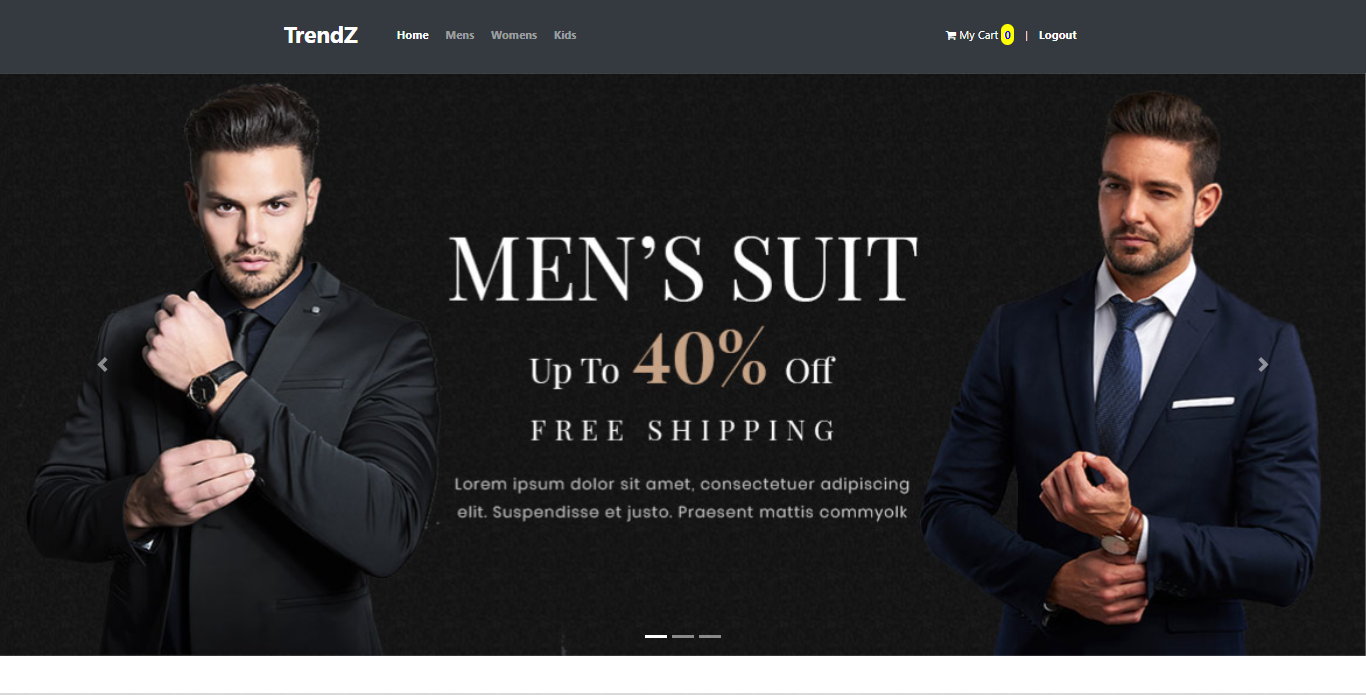 TrendZ Home Mens Womens Kids My Cart 0 | Logout
MEN’S SUIT
Up To 40% Off
FREE SHIPPING
Lorem ipsum dolor sit amet, consectetuer adipiscing
elit. Suspendisse et justo. Praesent mattis commyolk